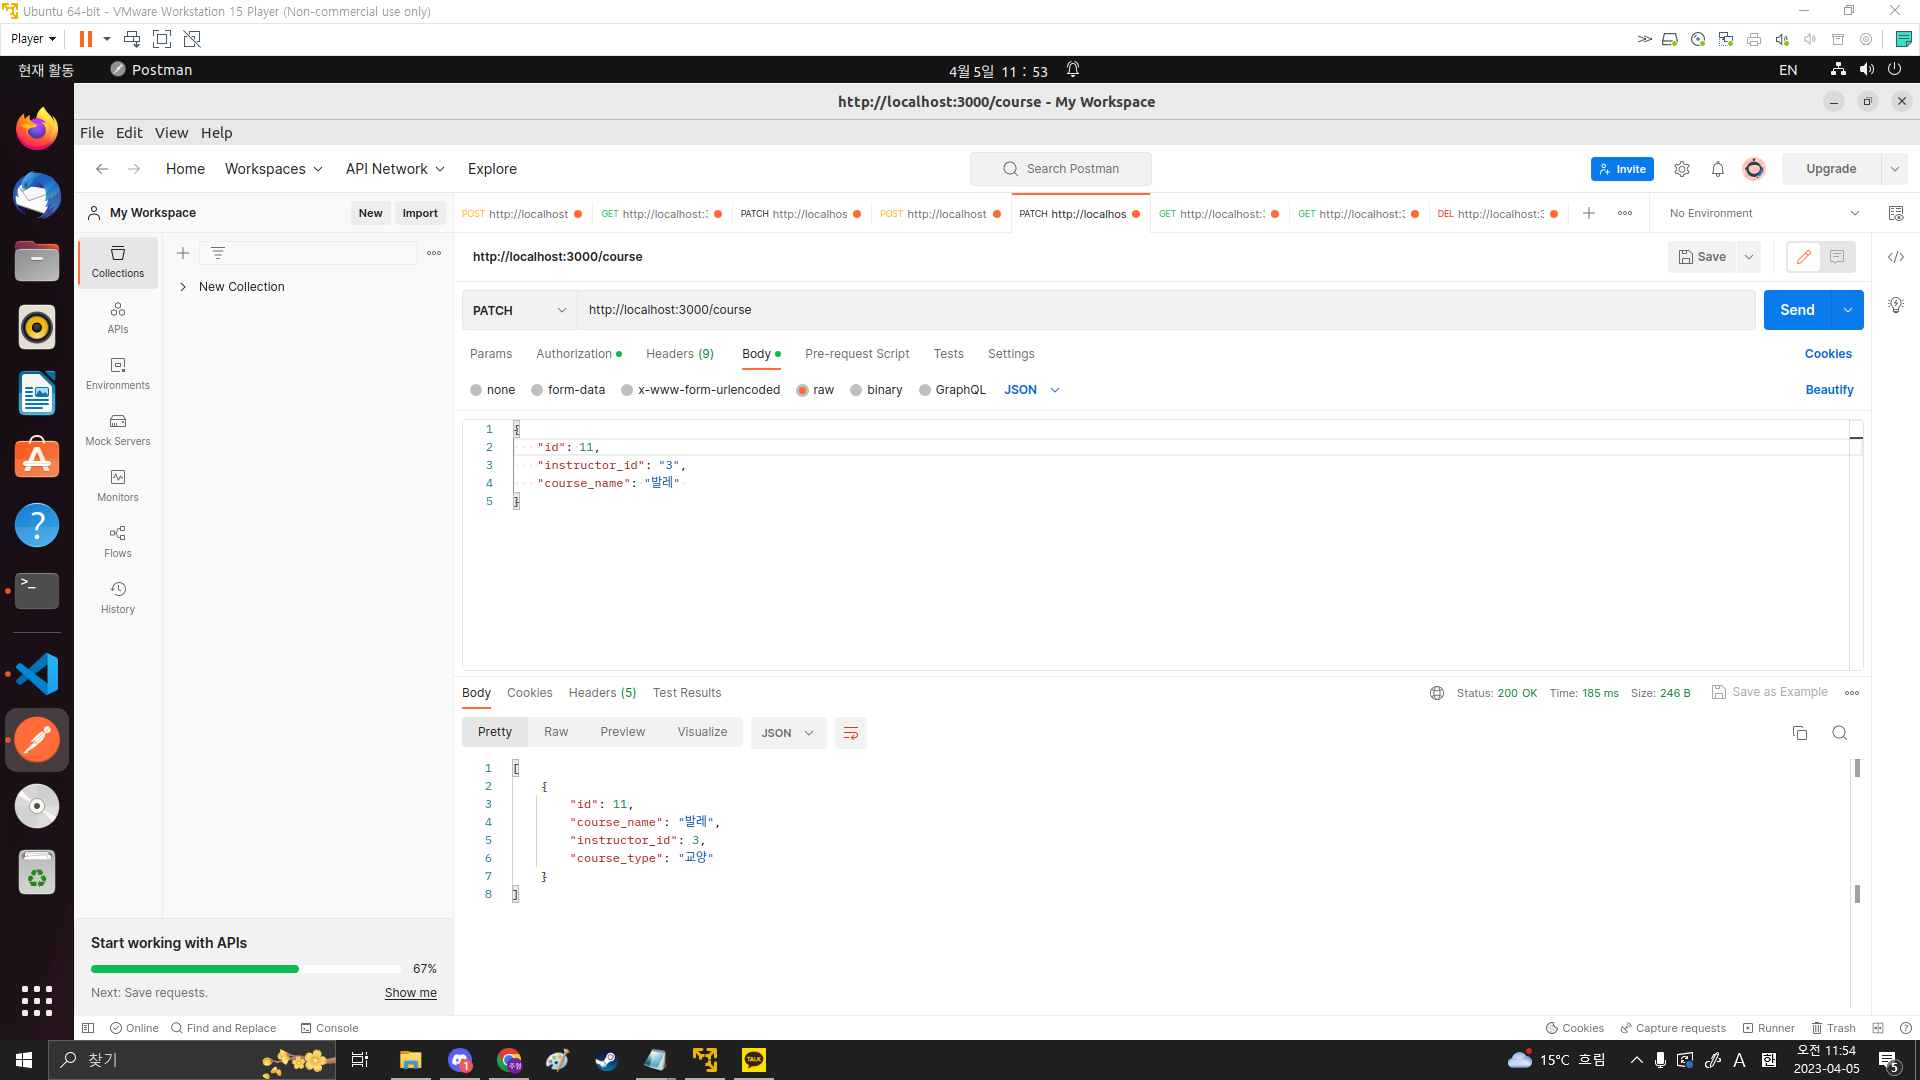 Ubuntu 64-bit - VMware Workstation 15 Player (Non-commercial use only)
Player
현재 활동 Postman 4월 5일 11 : 53 EN
http://localhost:3000/course - My Workspace
File Edit View Help
Home Workspaces API Network Explore Search Postman Invite Upgrade
My Workspace New Import
POST http://localhost GET http://localhost:3 PATCH http://localhos POST http://localhost PATCH http://localhos GET http://localhost:3 GET http://localhost:3 DEL http://localhost:3 No Environment
Collections
APIs
Environments
Mock Servers
Monitors
Flows
History
New Collection
http://localhost:3000/course Save
PATCH http://localhost:3000/course Send
Params Authorization Headers (9) Body Pre-request Script Tests Settings Cookies
none form-data x-www-form-urlencoded raw binary GraphQL JSON Beautify
1 {
2 "id": 11,
3 "instructor_id": "3",
4 "course_name": "발레"
5 }
Body Cookies Headers (5) Test Results Status: 200 OK Time: 185 ms Size: 246 B Save as Example
Pretty Raw Preview Visualize JSON
1 [
2 {
3 "id": 11,
4 "course_name": "발레",
5 "instructor_id": 3,
6 "course_type": "교양"
7 }
8 ]
Start working with APIs
67%
Next: Save requests. Show me
Online Find and Replace Console Cookies Capture requests Runner Trash
찾기 1 주형 TALK 15°C 흐림 A 한 오전 11:54
2023-04-05 5